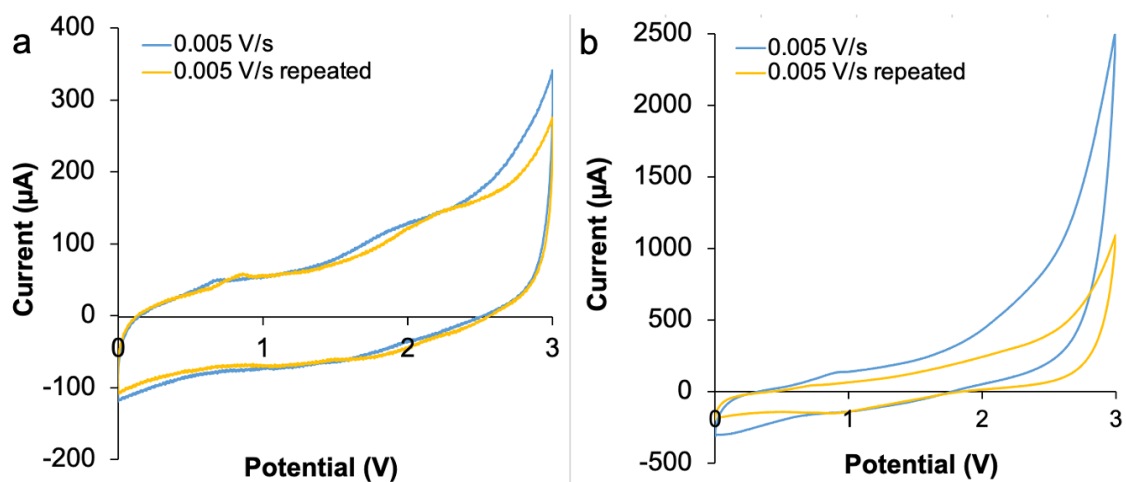 a
0.005 V/s
0.005 V/s repeated
400
300
200
100
0
-100
-200
0
1
2
3
Current (µA)
Potential (V)
b
0.005 V/s
0.005 V/s repeated
2500
2000
1500
1000
500
0
-500
0
1
2
3
Current (µA)
Potential (V)